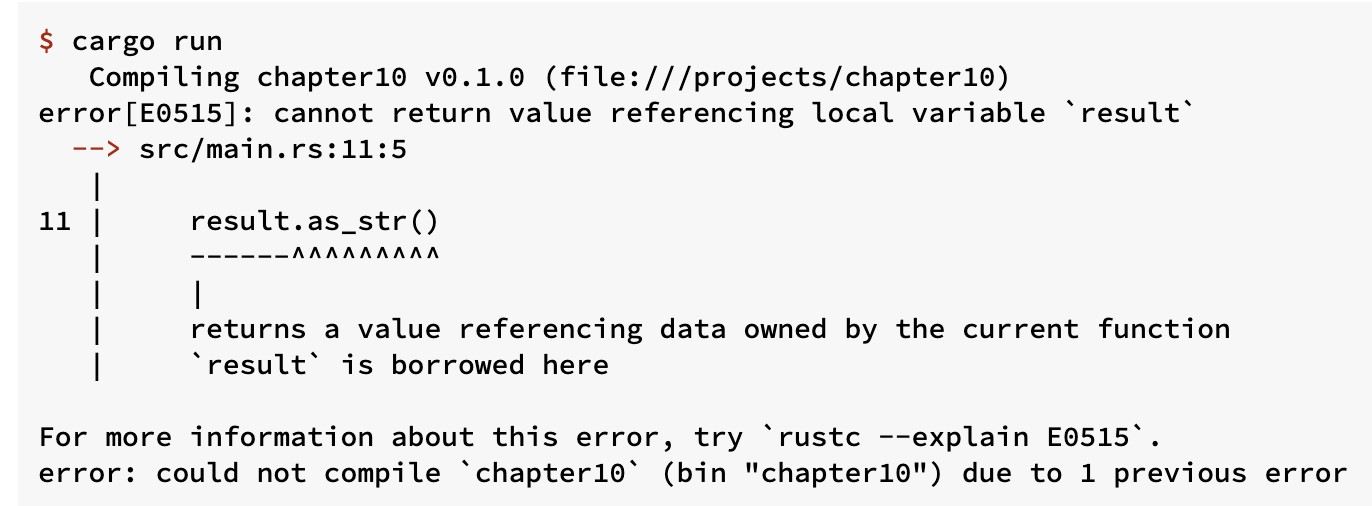 $ cargo run
   Compiling chapter10 v0.1.0 (file:///projects/chapter10)
error[E0515]: cannot return value referencing local variable `result`
  --> src/main.rs:11:5
   |
11 |     result.as_str()
   |     ------^^^^^^^^^
   |     |
   |     returns a value referencing data owned by the current function
   |     `result` is borrowed here

For more information about this error, try `rustc --explain E0515`.
error: could not compile `chapter10` (bin "chapter10") due to 1 previous error